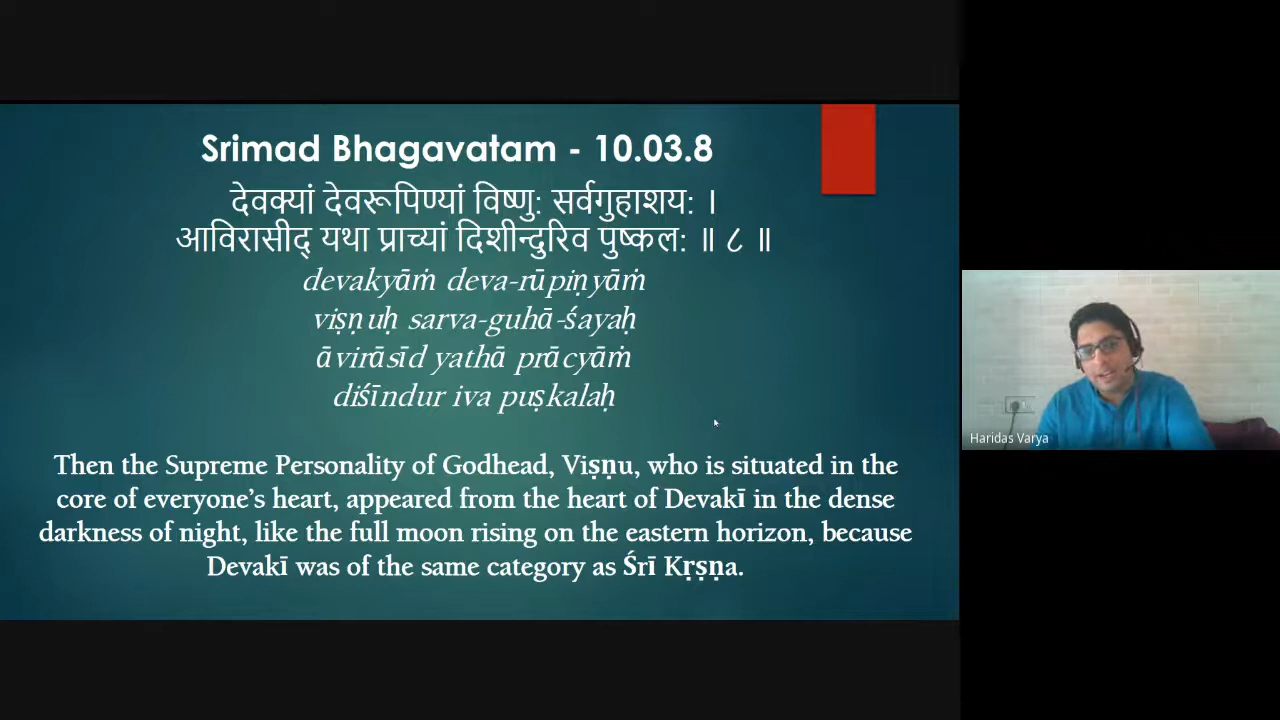 Srimad Bhagavatam - 10.03.8
देवक्यां देवरूपिण्यां विष्णु: सर्वगुहाशय: ।
आविरासीद् यथा प्राच्यां दिशीन्दुरिव पुष्कल: ॥ ८ ॥
devakyāṁ deva-rūpiṇyāṁ
viṣṇuḥ sarva-guhā-śayaḥ
āvirāsīd yathā prācyāṁ
diśīndur iva puṣkalaḥ
Then the Supreme Personality of Godhead, Viṣṇu, who is situated in the
core of everyone’s heart, appeared from the heart of Devakī in the dense
darkness of night, like the full moon rising on the eastern horizon, because
Devakī was of the same category as Śrī Kṛṣṇa.
Haridas Varya